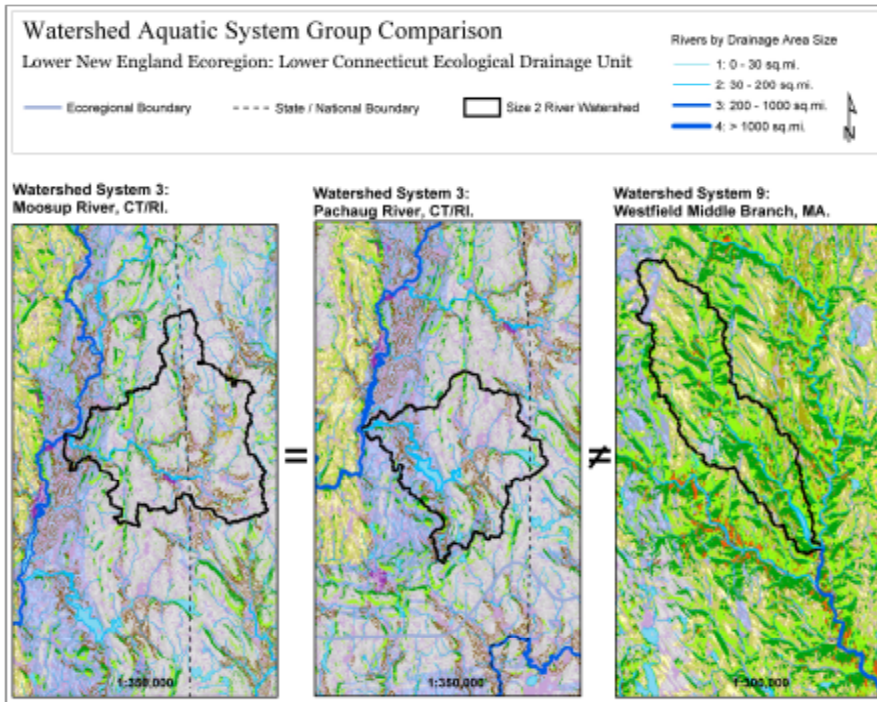 Watershed Aquatic System Group Comparison
Lower New England Ecoregion: Lower Connecticut Ecological Drainage Unit
Ecoregional Boundary
State / National Boundary
Size 2 River Watershed
Rivers by Drainage Area Size
1: 0 - 30 sq.mi.
2: 30 - 200 sq.mi.
3: 200 - 1000 sq.mi.
4: > 1000 sq.mi.
N
Watershed System 3:
Moosup River, CT/RI.
Watershed System 3:
Pachaug River, CT/RI.
Watershed System 9:
Westfield Middle Branch, MA.
=
≠
1:350,000
1:350,000
1:300,000